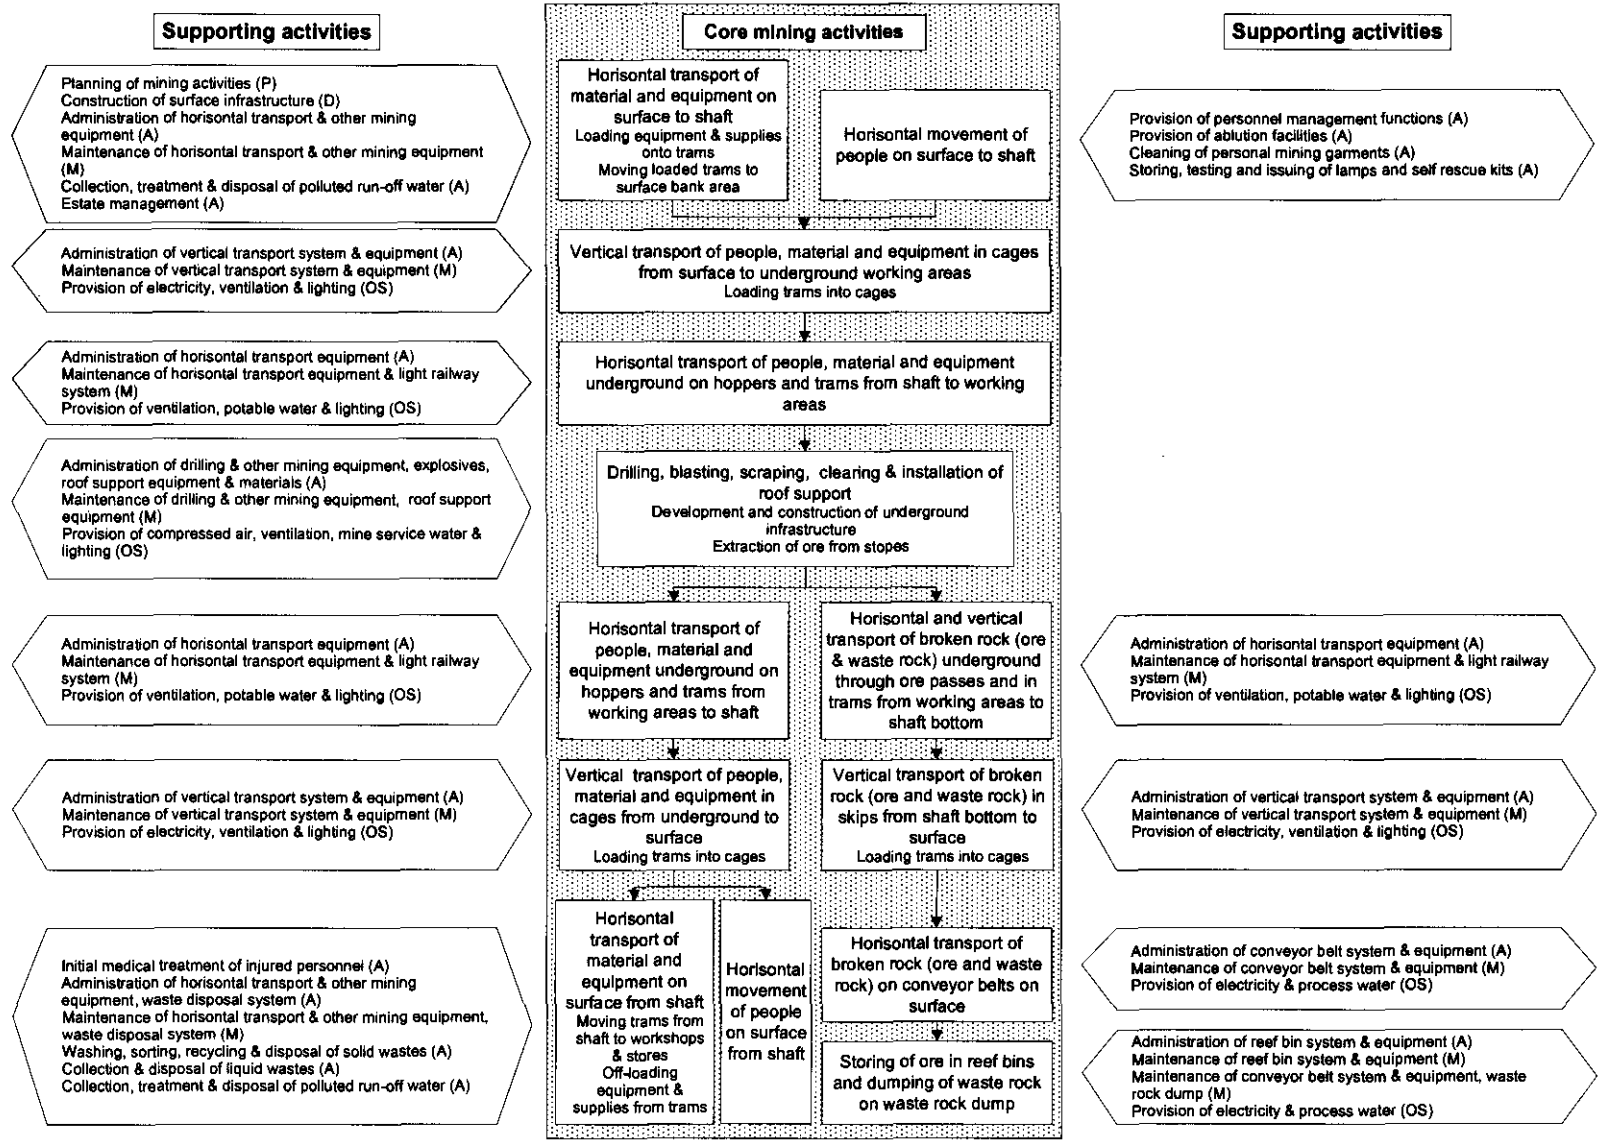 Supporting activities
Planning of mining activities (P)
Construction of surface infrastructure (D)
Administration of horisontal transport & other mining
equipment (A)
Maintenance of horisontal transport & other mining equipment
(M)
Collection, treatment & disposal of polluted run-off water (A)
Estate management (A)
Administration of vertical transport system & equipment (A)
Maintenance of vertical transport system & equipment (M)
Provision of electricity, ventilation & lighting (OS)
Administration of horisontal transport equipment (A)
Maintenance of horisontal transport equipment & light railway
system (M)
Provision of ventilation, potable water & lighting (OS)
Administration of drilling & other mining equipment, explosives,
roof support equipment & materials (A)
Maintenance of drilling & other mining equipment, roof support
equipment (M)
Provision of compressed air, ventilation, mine service water &
lighting (OS)
Administration of horisontal transport equipment (A)
Maintenance of horisontal transport equipment & light railway
system (M)
Provision of ventilation, potable water & lighting (OS)
Administration of vertical transport system & equipment (A)
Maintenance of vertical transport system & equipment (M)
Provision of electricity, ventilation & lighting (OS)
Initial medical treatment of injured personnel (A)
Administration of horisontal transport & other mining
equipment, waste disposal system (A)
Maintenance of horisontal transport & other mining equipment,
waste disposal system (M)
Washing, sorting, recycling & disposal of solid wastes (A)
Collection & disposal of liquid wastes (A)
Collection, treatment & disposal of polluted run-off water (A)
Core mining activities
Horisontal transport of
material and equipment on
surface to shaft
Loading equipment & supplies
onto trams
Moving loaded trams to
surface bank area
Horisontal movement of
people on surface to shaft
Vertical transport of people, material and equipment in cages
from surface to underground working areas
Loading trams into cages
Horisontal transport of people, material and equipment
underground on hoppers and trams from shaft to working
areas
Drilling, blasting, scraping, clearing & installation of
roof support
Development and construction of underground
infrastructure
Extraction of ore from stopes
Horisontal transport of
people, material and
equipment underground on
hoppers and trams from
working areas to shaft
Horisontal and vertical
transport of broken rock (ore
& waste rock) underground
through ore passes and in
trams from working areas to
shaft bottom
Vertical transport of people,
material and equipment in
cages from underground to
surface
Loading trams into cages
Vertical transport of broken
rock (ore and waste rock) in
skips from shaft bottom to
surface
Loading trams into cages
Horisontal
transport of
material and
equipment on
surface from shaft
Moving trams from
shaft to workshops
& stores
Off-loading
equipment &
supplies from trams
Horisontal
movement
of people
on surface
from shaft
Horisontal transport of
broken rock (ore and waste
rock) on conveyor belts on
surface
Storing of ore in reef bins
and dumping of waste rock
on waste rock dump
Supporting activities
Provision of personnel management functions (A)
Provision of ablution facilities (A)
Cleaning of personal mining garments (A)
Storing, testing and issuing of lamps and self rescue kits (A)
Administration of horisontal transport equipment (A)
Maintenance of horisontal transport equipment & light railway
system (M)
Provision of ventilation, potable water & lighting (OS)
Administration of vertical transport system & equipment (A)
Maintenance of vertical transport system & equipment (M)
Provision of electricity, ventilation & lighting (OS)
Administration of conveyor belt system & equipment (A)
Maintenance of conveyor belt system & equipment (M)
Provision of electricity & process water (OS)
Administration of reef bin system & equipment (A)
Maintenance of reef bin system & equipment (M)
Maintenance of conveyor belt system & equipment, waste
rock dump (M)
Provision of electricity & process water (OS)